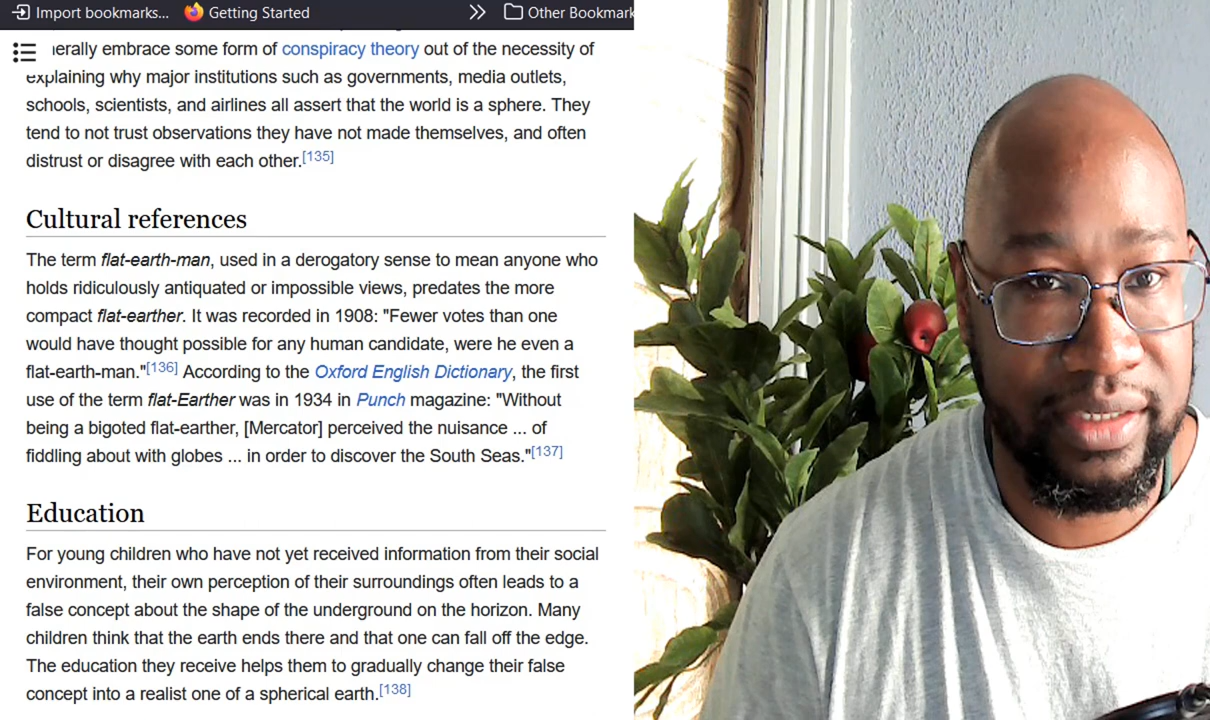 Import bookmarks...
Getting Started
Other Bookmark
erally embrace some form of conspiracy theory out of the necessity of
explaining why major institutions such as governments, media outlets,
schools, scientists, and airlines all assert that the world is a sphere. They
tend to not trust observations they have not made themselves, and often
distrust or disagree with each other.[135]
Cultural references
The term flat-earth-man, used in a derogatory sense to mean anyone who
holds ridiculously antiquated or impossible views, predates the more
compact flat-earther. It was recorded in 1908: "Fewer votes than one
would have thought possible for any human candidate, were he even a
flat-earth-man."[136] According to the Oxford English Dictionary, the first
use of the term flat-Earther was in 1934 in Punch magazine: "Without
being a bigoted flat-earther, [Mercator] perceived the nuisance ... of
fiddling about with globes ... in order to discover the South Seas."[137]
Education
For young children who have not yet received information from their social
environment, their own perception of their surroundings often leads to a
false concept about the shape of the underground on the horizon. Many
children think that the earth ends there and that one can fall off the edge.
The education they receive helps them to gradually change their false
concept into a realist one of a spherical earth.[138]